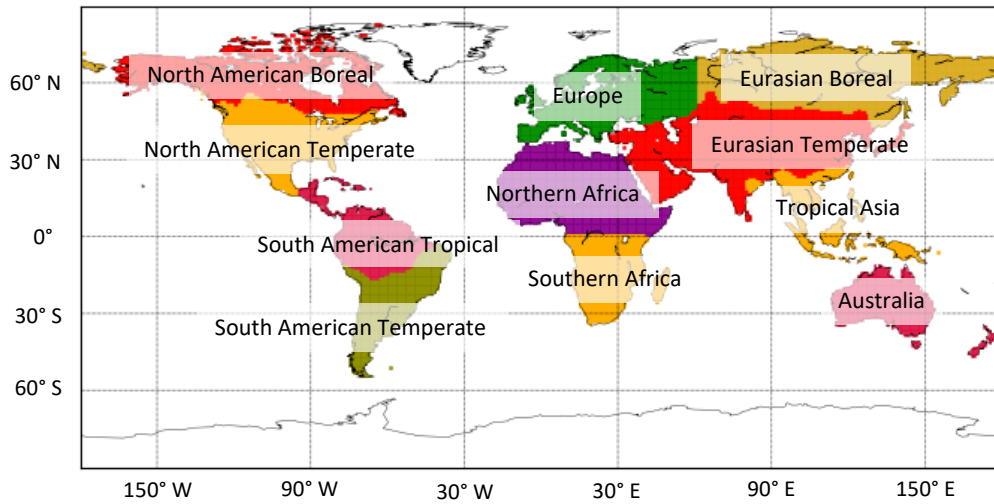 60° N
North American Boreal
Europe
Eurasian Boreal
30° N
North American Temperate
Eurasian Temperate
Northern Africa
Tropical Asia
0°
South American Tropical
Southern Africa
Australia
30° S
South American Temperate
60° S
150° W
90° W
30° W
30° E
90° E
150° E